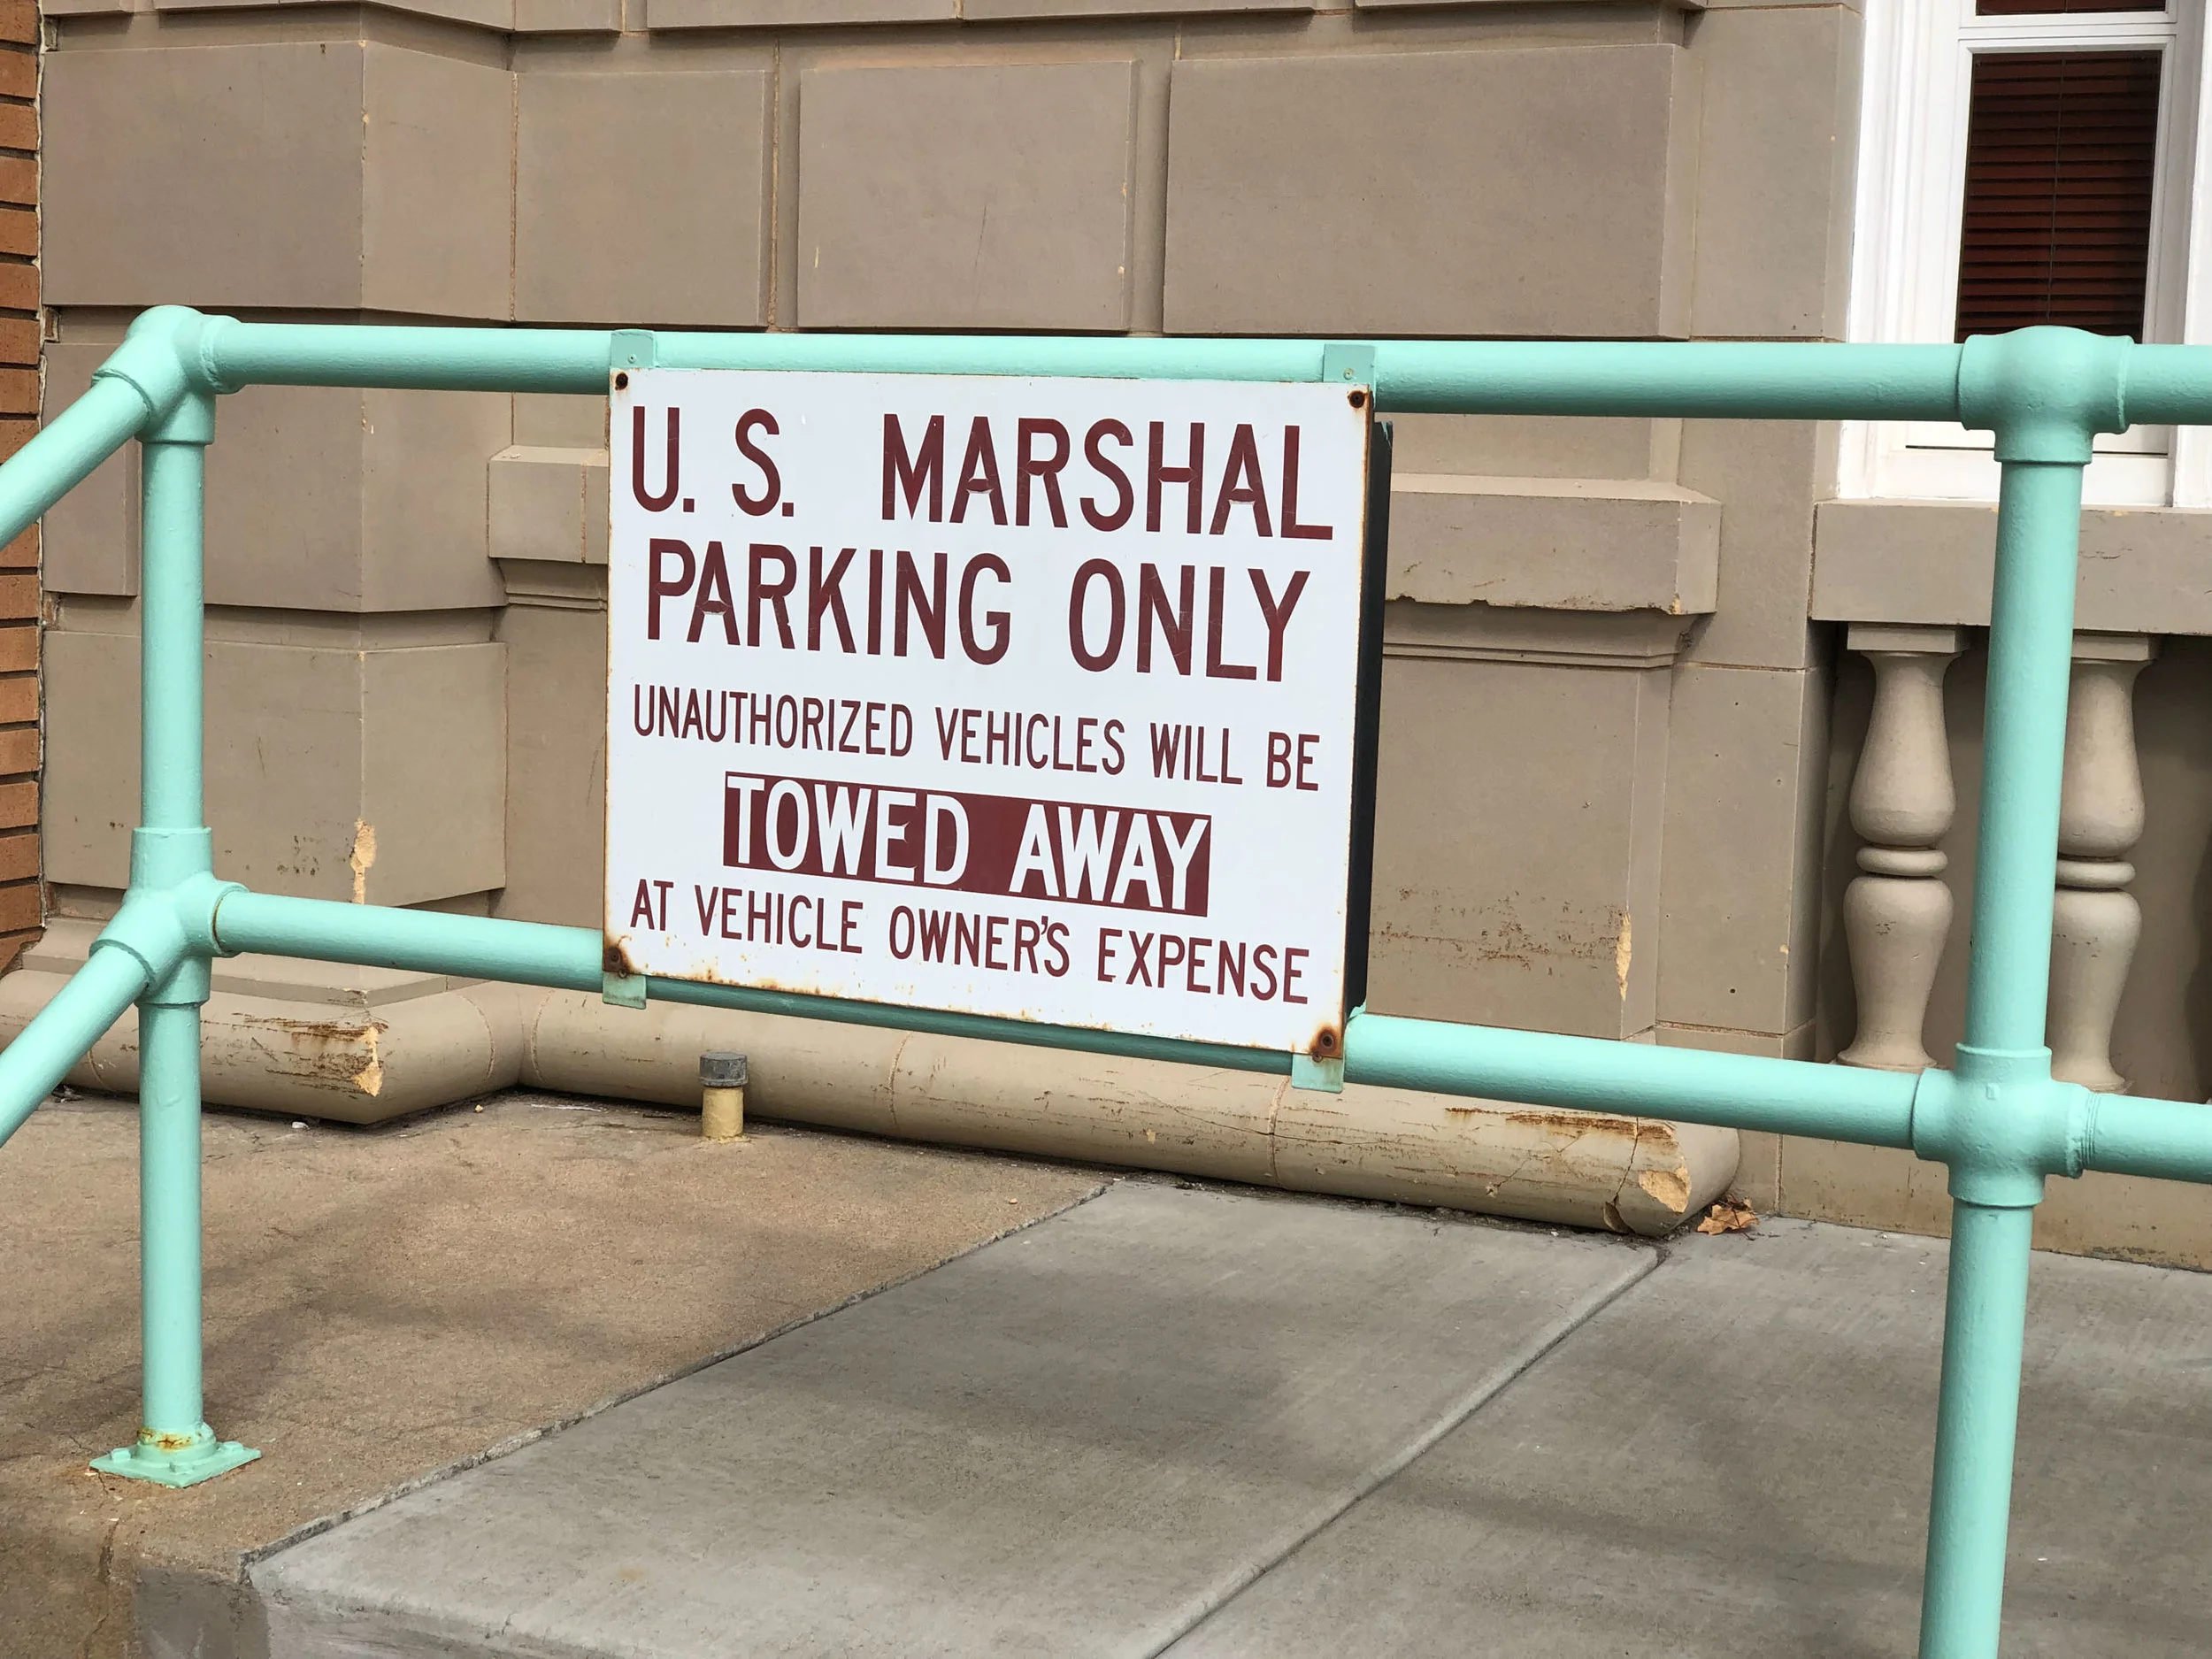 U.S. MARSHAL
PARKING ONLY
UNAUTHORIZED VEHICLES WILL BE
TOWED AWAY
AT VEHICLE OWNER'S EXPENSE